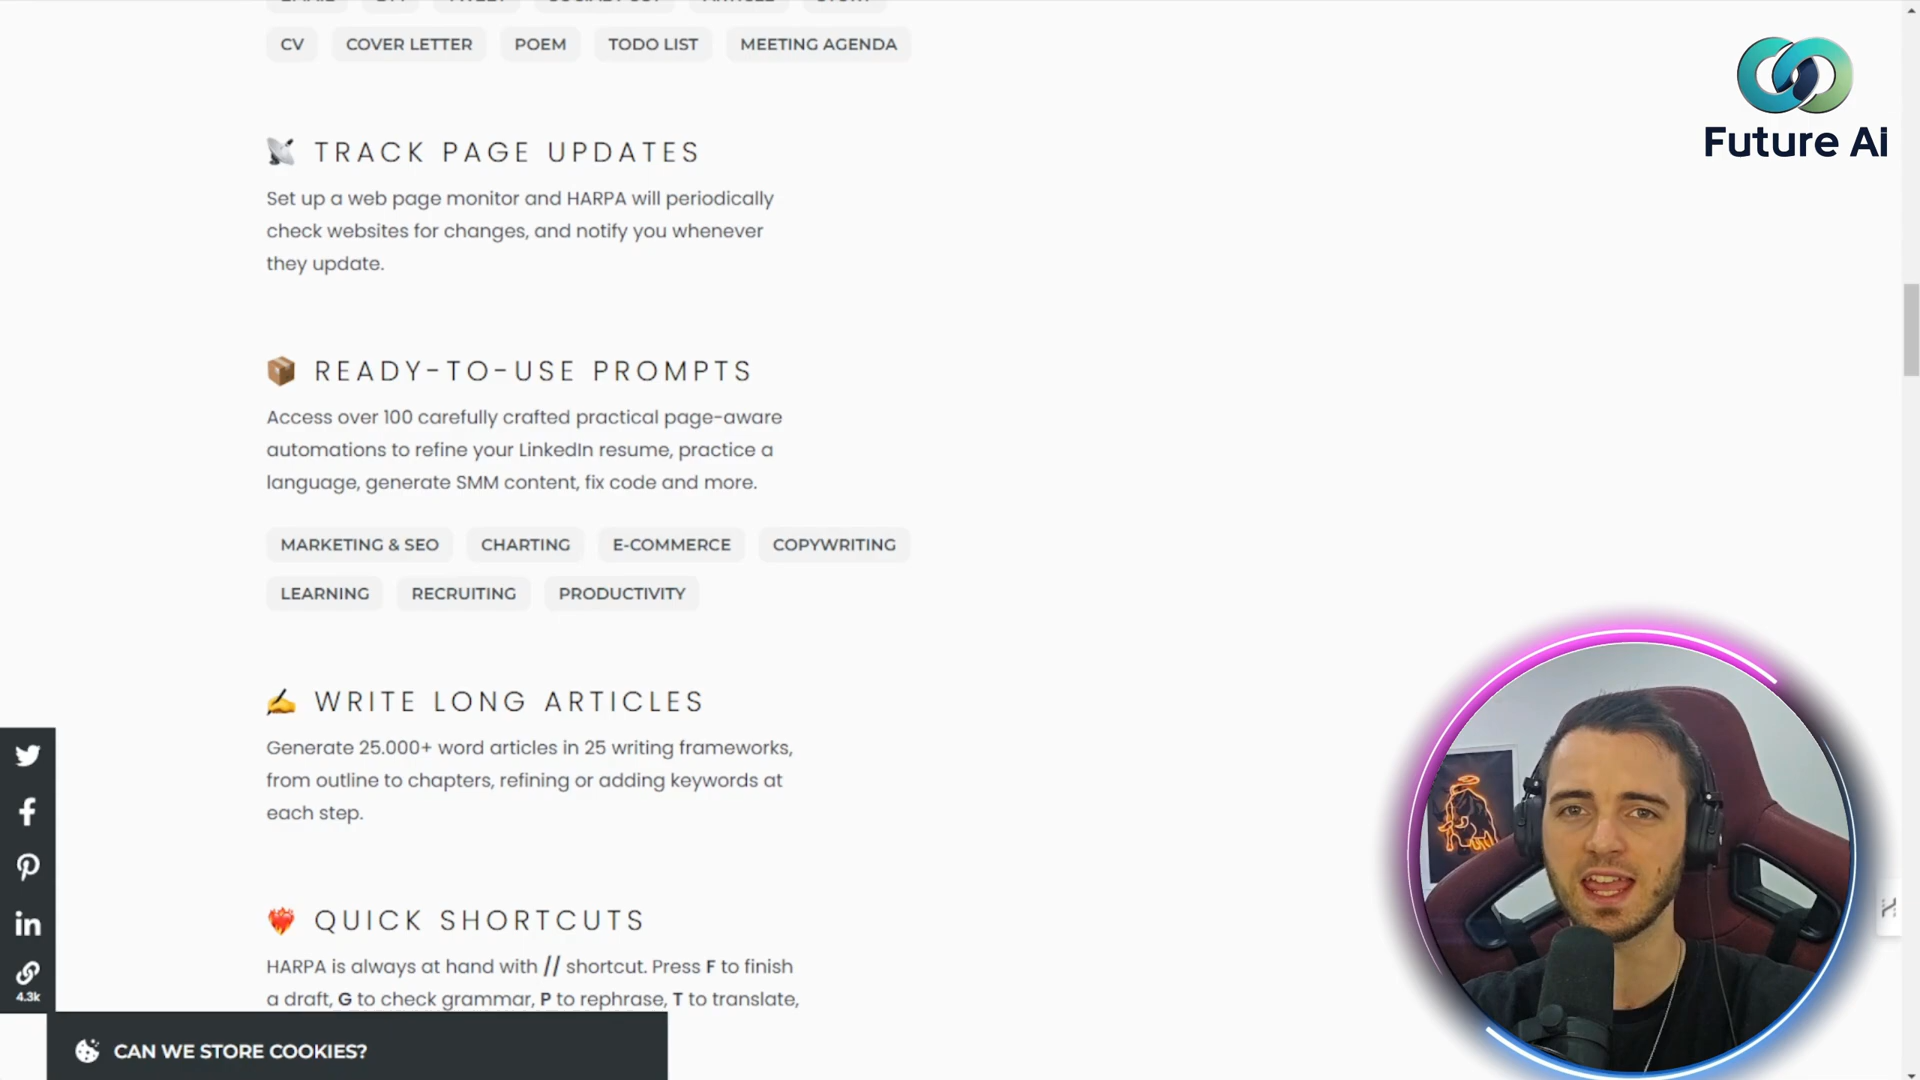 CV COVER LETTER POEM TODO LIST MEETING AGENDA
Future Ai
TRACK PAGE UPDATES
Set up a web page monitor and HARPA will periodically
check websites for changes, and notify you whenever
they update.
READY-TO-USE PROMPTS
Access over 100 carefully crafted practical page-aware
automations to refine your LinkedIn resume, practice a
language, generate SMM content, fix code and more.
MARKETING & SEO CHARTING E-COMMERCE COPYWRITING
LEARNING RECRUITING PRODUCTIVITY
WRITE LONG ARTICLES
Generate 25.000+ word articles in 25 writing frameworks,
from outline to chapters, refining or adding keywords at
each step.
QUICK SHORTCUTS
HARPA is always at hand with // shortcut. Press F to finish
a draft, G to check grammar, P to rephrase, T to translate,
4.3k
CAN WE STORE COOKIES?